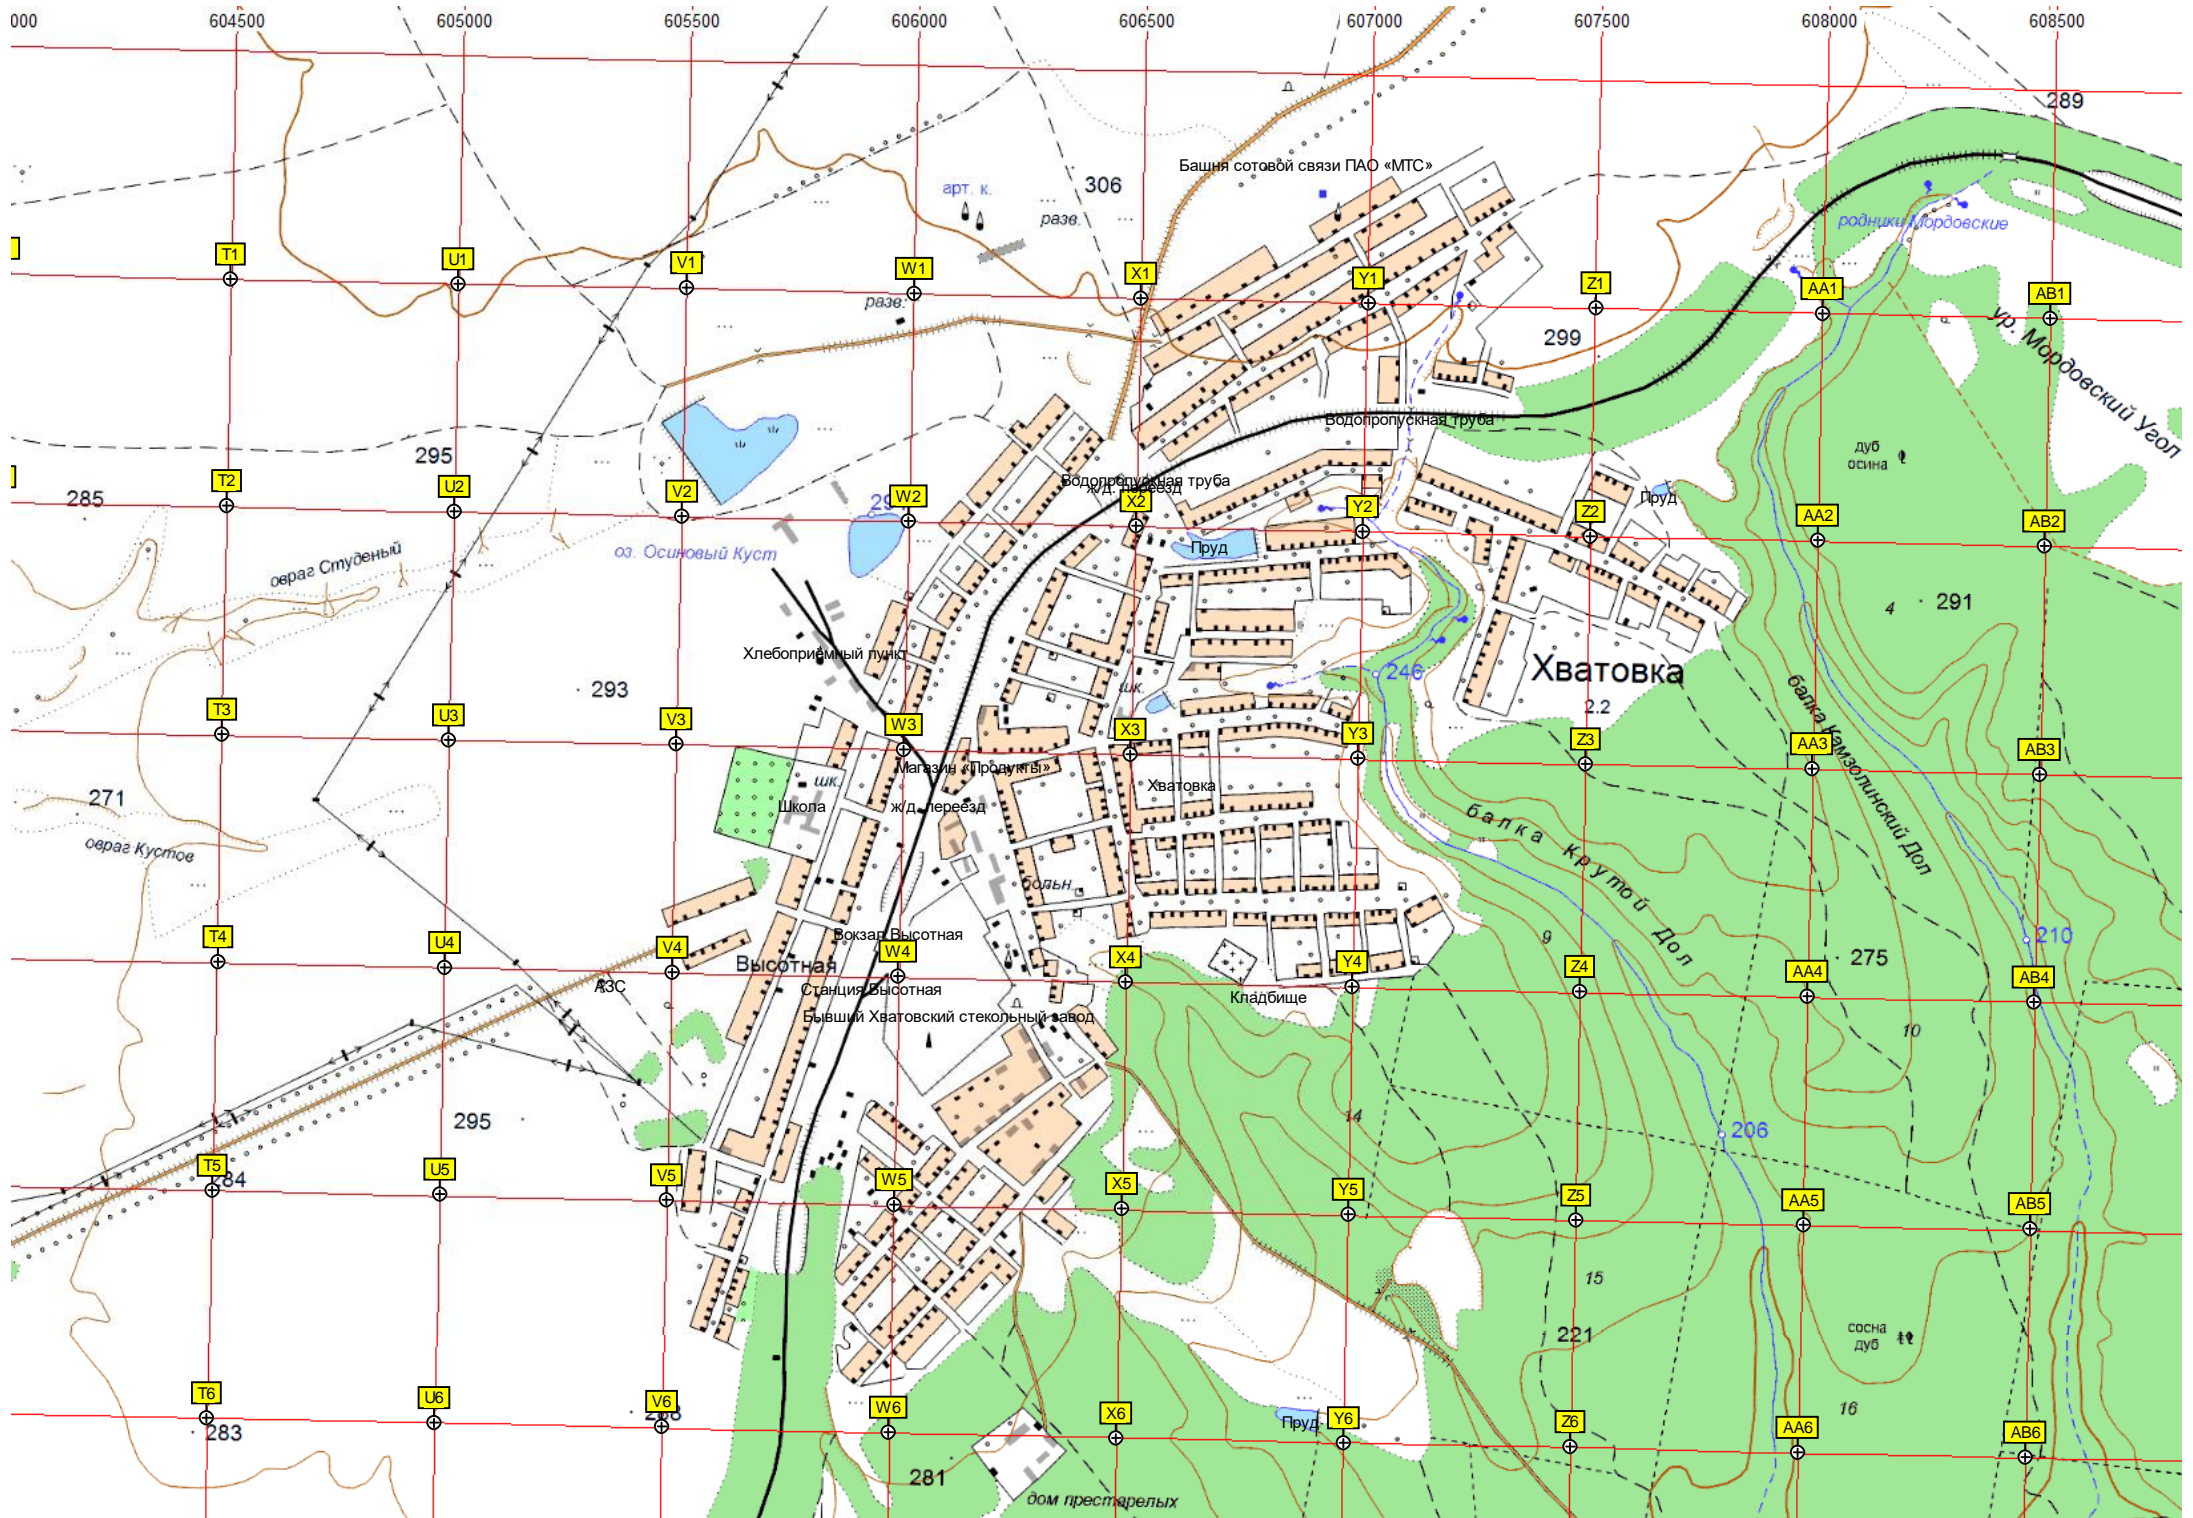 000 604500 605000 605500 606000 606500 607000 607500 608000 608500
289
306
Башня сотовой связи ПАО «МТС»
арт. к.
разв.
родники Мордовские
T1 U1 V1 W1 X1 Y1 Z1 AA1 AB1
разв.
299
ур. Мордовский Угол
Водопропускная труба
295
дуб
осина
Водопропускная труба
ж/д. переезд
285
Пруд
T2 U2 V2 W2 X2 Y2 Z2 AA2 AB2
овраг Студеный
оз. Осиновый Куст
Пруд
4
291
Хлебоприёмный пункт
Хватовка
2.2
246
293
шк.
балка Камзолинский Дол
T3 U3 V3 W3 X3 Y3 Z3 AA3 AB3
Магазин «Продукты»
шк.
Школа
ж/д. переезд
Хватовка
271
овраг Кустов
балка Крутой Дол
больн.
Вокзал Высотная
9
210
T4 U4 V4 W4 X4 Y4 Z4 AA4 AB4
275
Высотная
АЗС
Станция Высотная
Кладбище
Бывший Хватовский стекольный завод
10
295
14
206
T5 U5 V5 W5 X5 Y5 Z5 AA5 AB5
284
15
221
сосна
дуб
T6 U6 V6 W6 X6 Y6 Z6 AA6 AB6
283
Пруд
16
281
дом престарелых